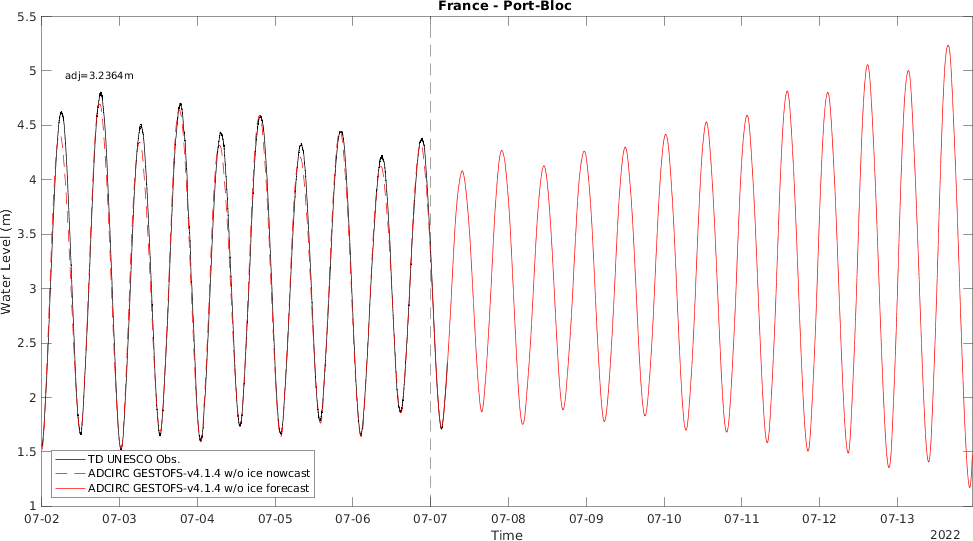 France - Port-Bloc
5.5
5
4.5
4
3.5
3
2.5
2
1.5
1
Water Level (m)
adj=3.2364m
TD UNESCO Obs.
ADCIRC GESTOFS-v4.1.4 w/o ice nowcast
ADCIRC GESTOFS-v4.1.4 w/o ice forecast
07-02 07-03 07-04 07-05 07-06 07-07 07-08 07-09 07-10 07-11 07-12 07-13
Time
2022